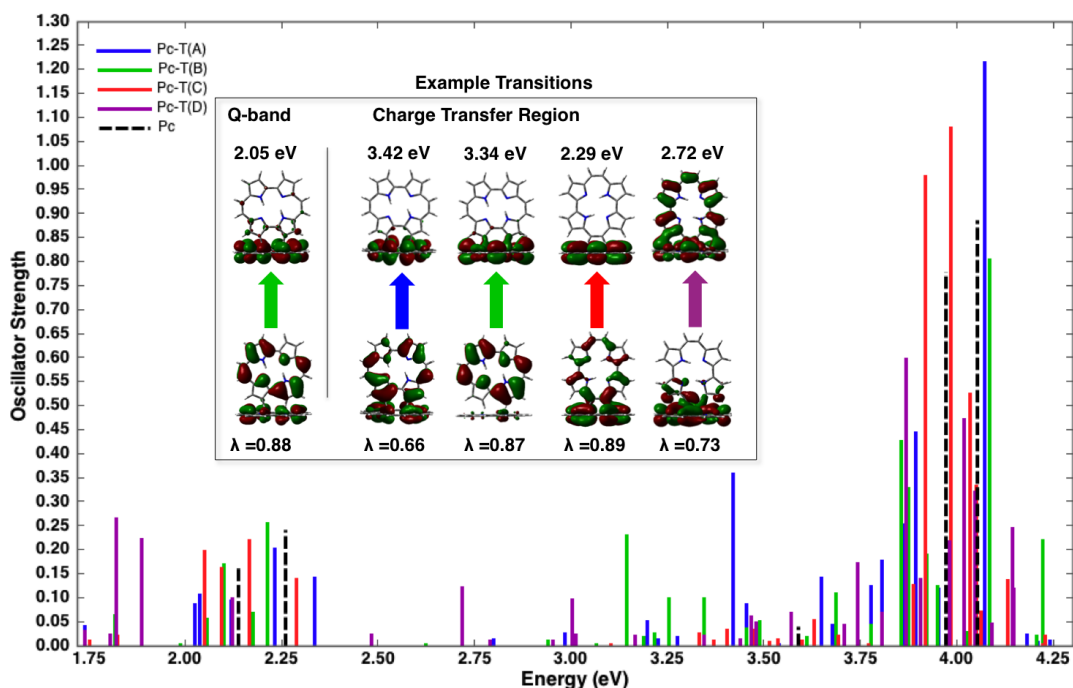 1.30
1.25
1.20
1.15
1.10
1.05
1.00
0.95
0.90
0.85
0.80
0.75
0.70
0.65
0.60
0.55
0.50
0.45
0.40
0.35
0.30
0.25
0.20
0.15
0.10
0.05
0.00
Oscillator Strength
Pc-T(A)
Pc-T(B)
Pc-T(C)
Pc-T(D)
Pc
Example Transitions
Q-band Charge Transfer Region
2.05 eV 3.42 eV 3.34 eV 2.29 eV 2.72 eV
λ =0.88 λ =0.66 λ =0.87 λ =0.89 λ =0.73
1.75 2.00 2.25 2.50 2.75 3.00 3.25 3.50 3.75 4.00 4.25
Energy (eV)